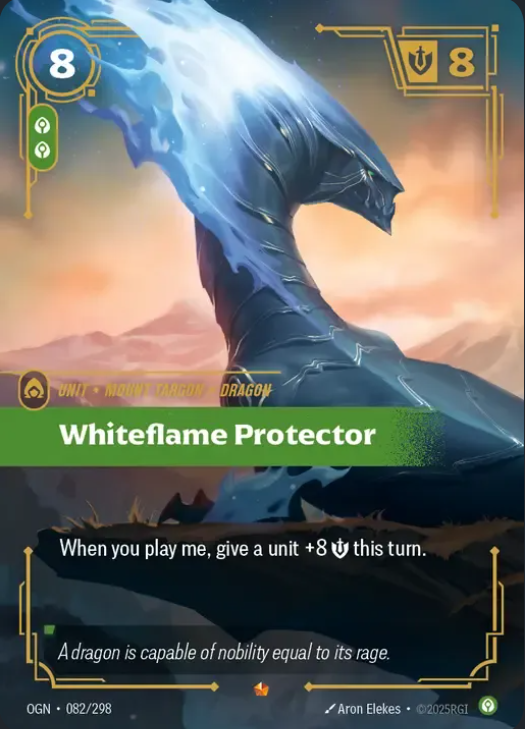 8
8
UNIT • MOUNT TARGON • DRAGON
Whiteflame Protector
When you play me, give a unit +8 this turn.
A dragon is capable of nobility equal to its rage.
OGN • 082/298
Aron Elekes • ©2025RGI